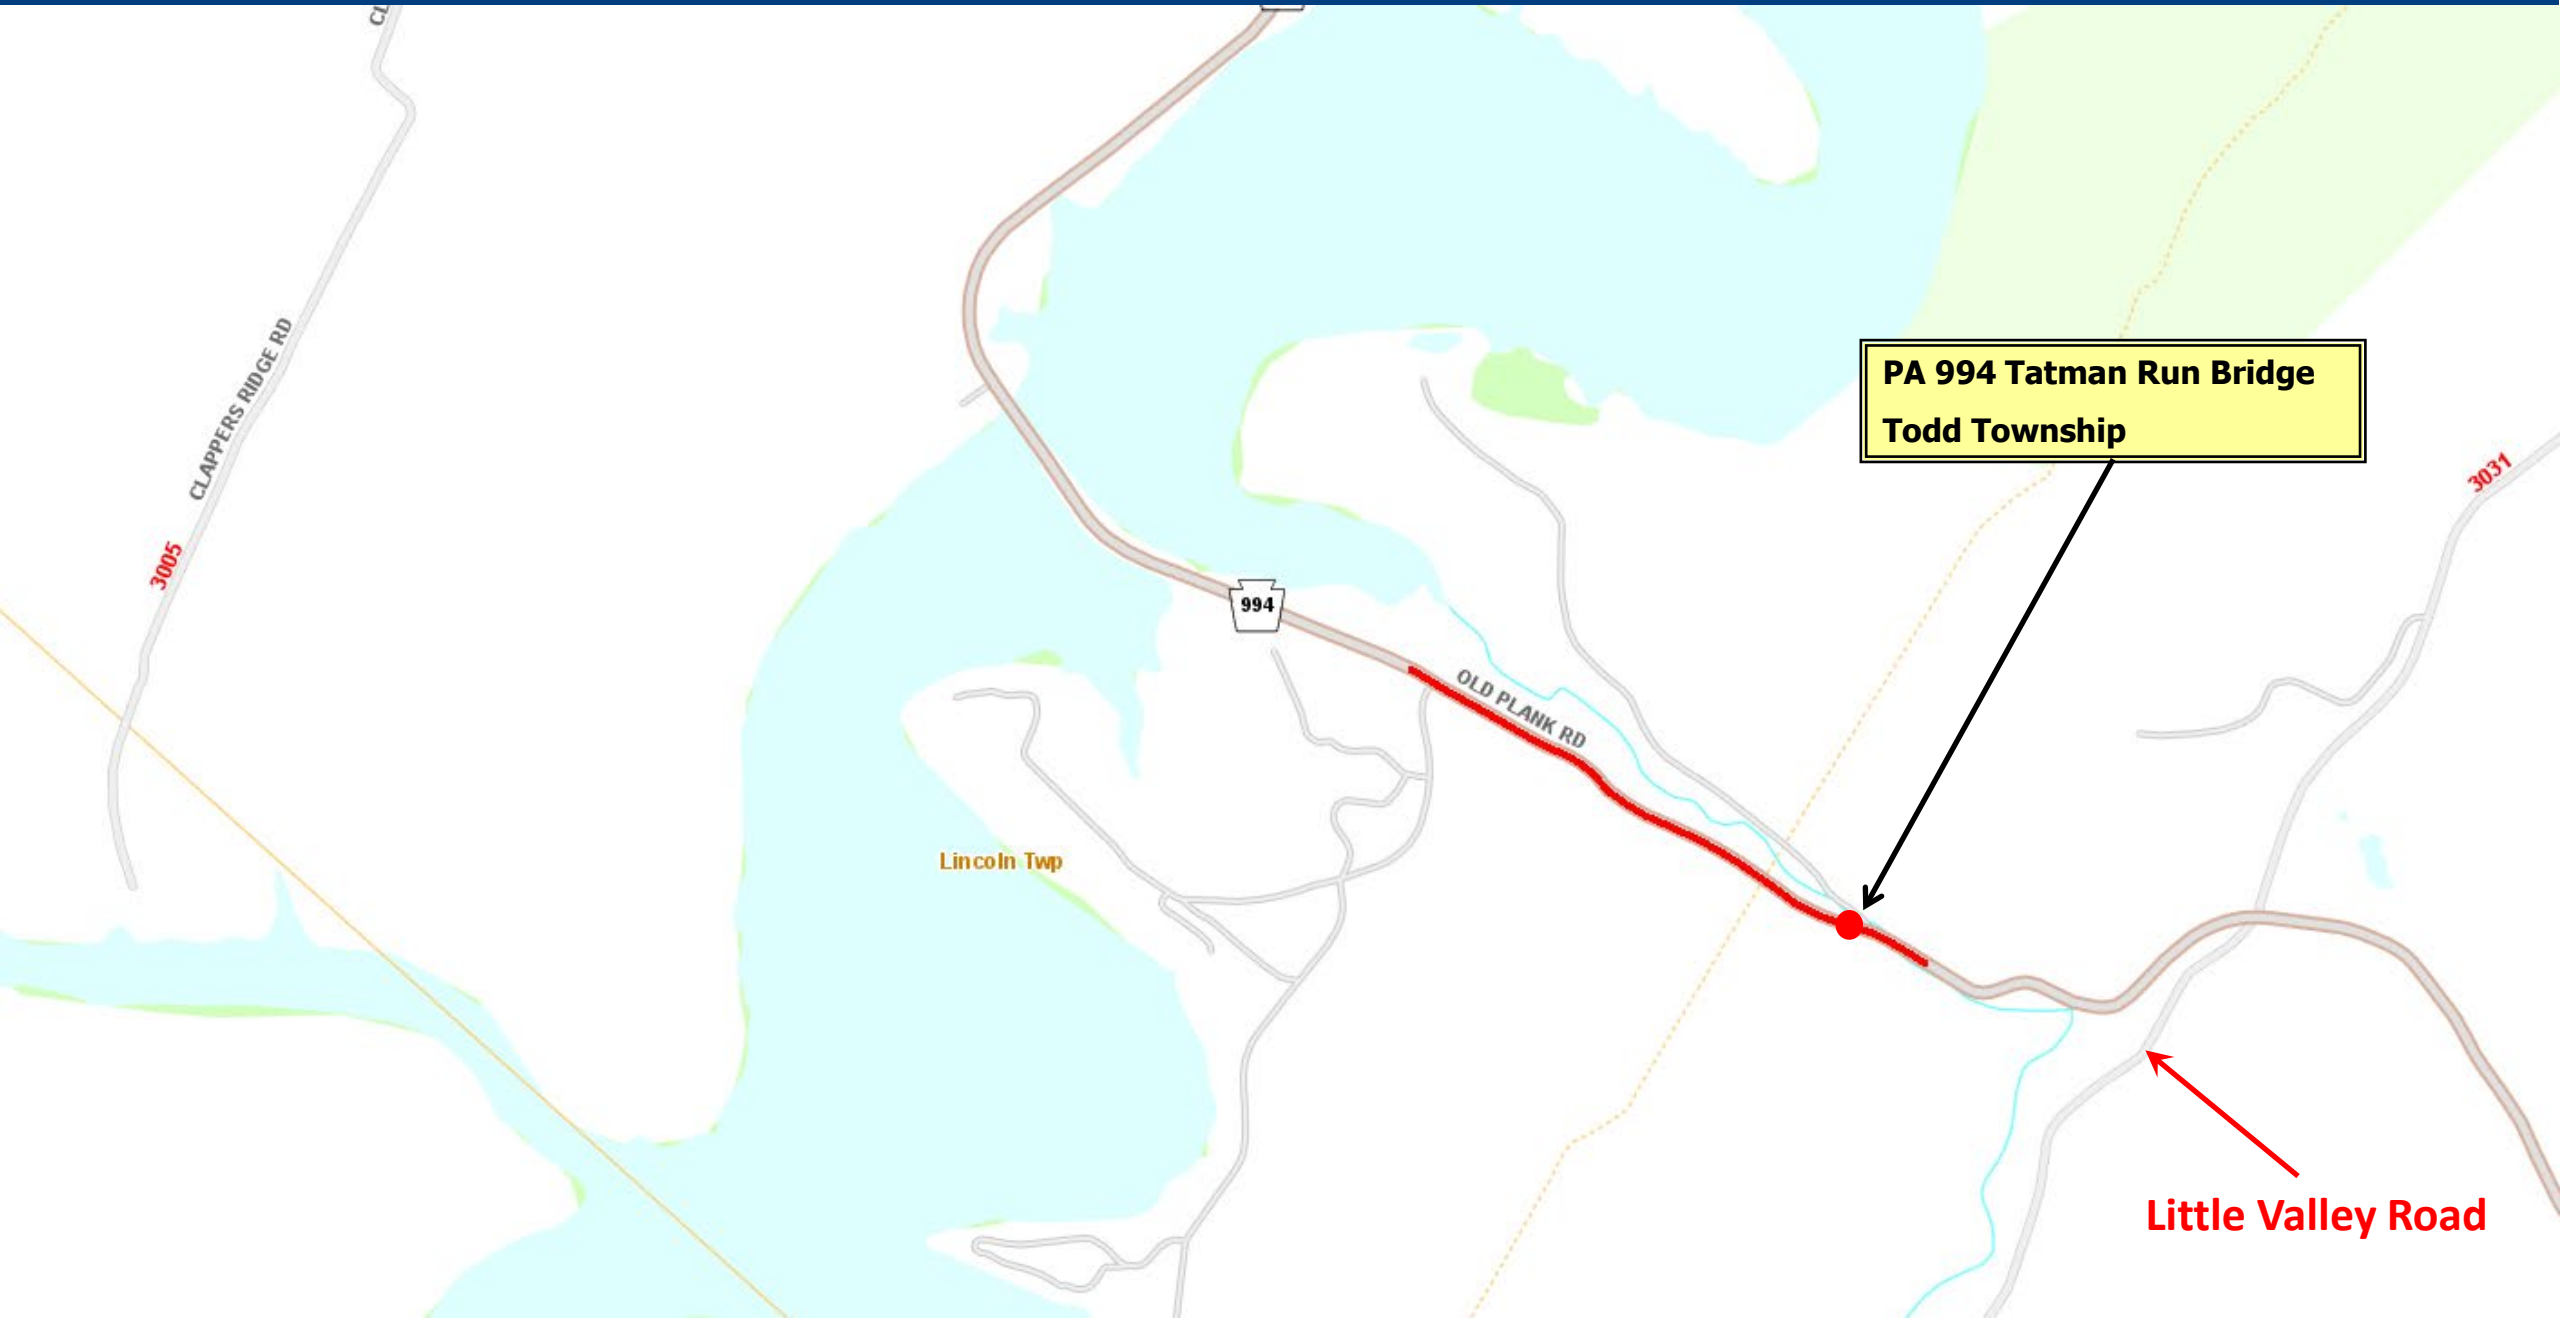 CL
CLAPPERS RIDGE RD
3005
PA 994 Tatman Run Bridge
Todd Township
3031
994
OLD PLANK RD
Lincoln Twp
Little Valley Road